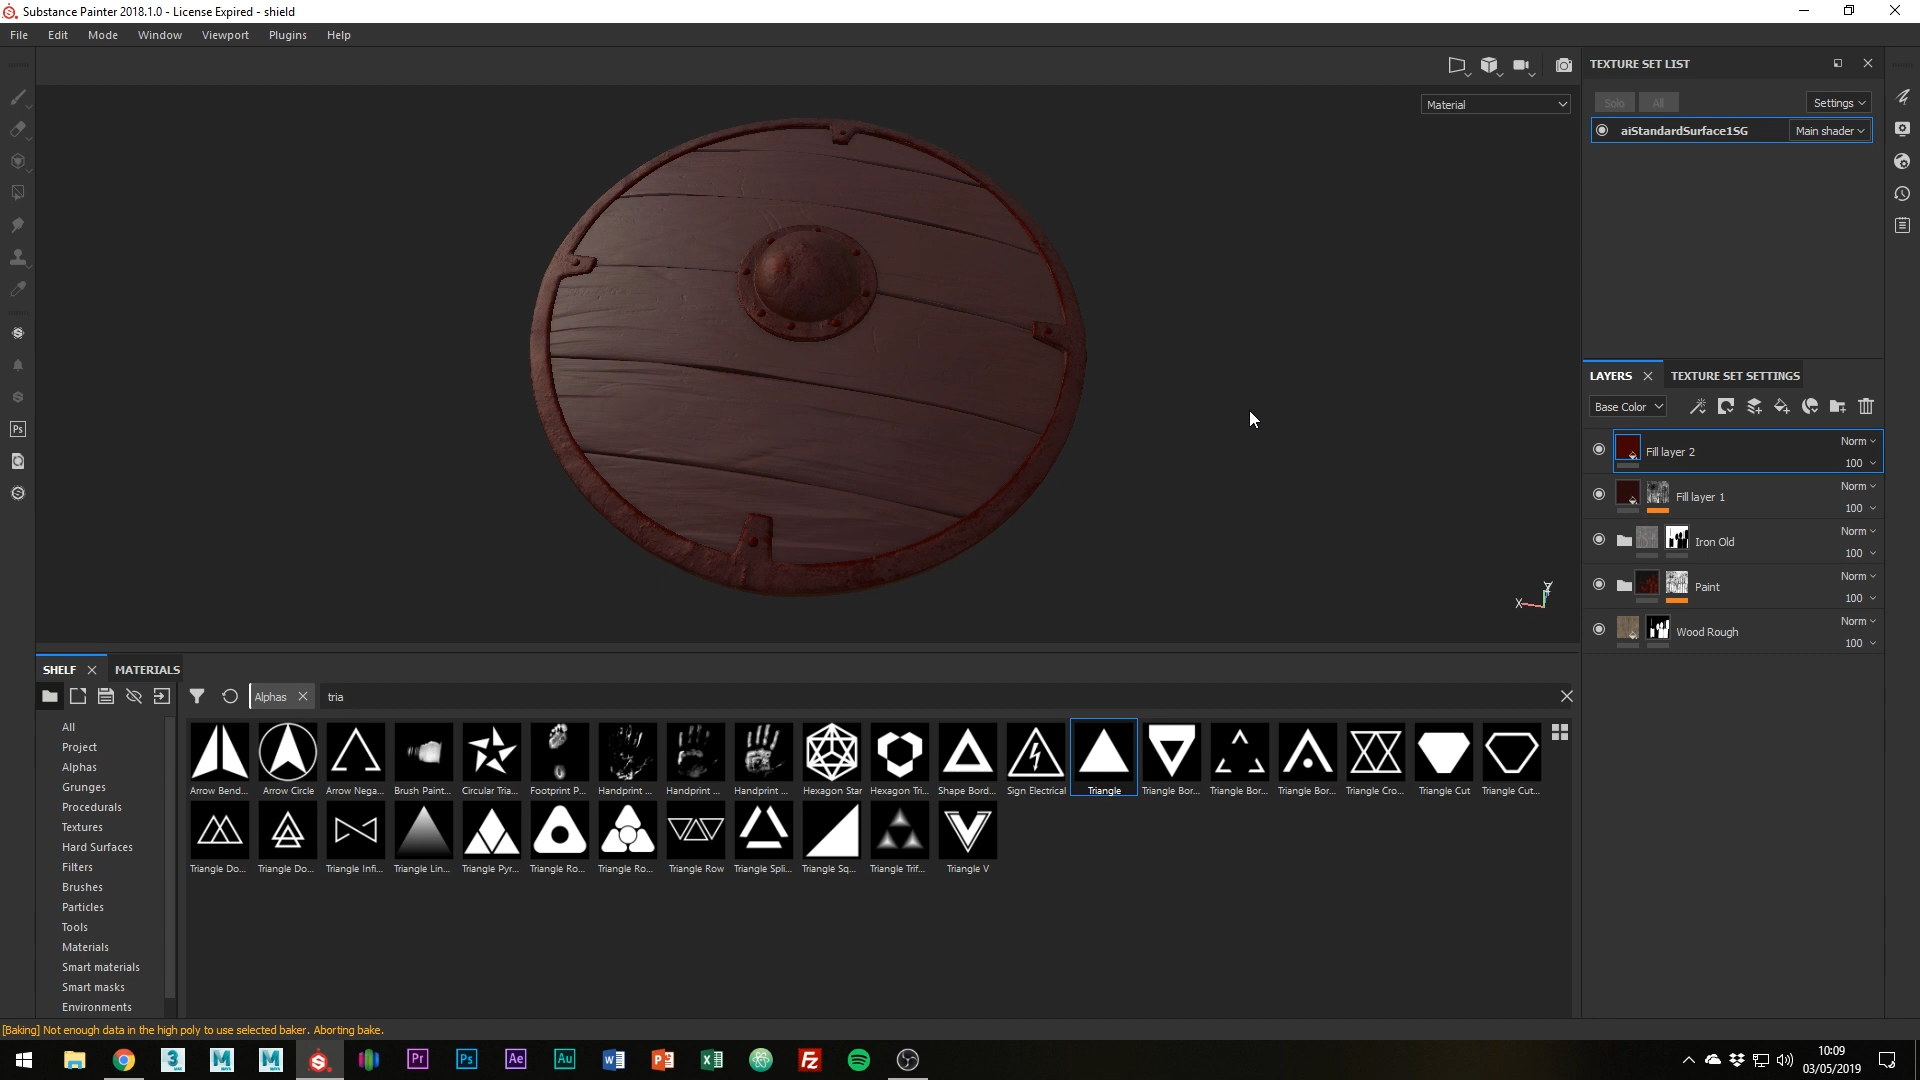 Substance Painter 2018.1.0 - License Expired - shield
File Edit Mode Window Viewport Plugins Help
TEXTURE SET LIST
Solo All Settings
Material
aiStandardSurface1SG Main shader
LAYERS TEXTURE SET SETTINGS
Base Color
Norm
Fill layer 2
100
Norm
Fill layer 1
100
Norm
Iron Old
100
Norm
Paint
100
Norm
Wood Rough
100
Ps
X Y
SHELF MATERIALS
Alphas tria
All
Project
Alphas
Grunges
Procedurals
Textures
Hard Surfaces
Filters
Brushes
Particles
Tools
Materials
Smart materials
Smart masks
Environments
Arrow Bend... Arrow Circle Arrow Nega... Brush Paint... Circular Tria... Footprint P... Handprint ... Handprint ... Handprint ... Hexagon Star Hexagon Tri... Shape Bord... Sign Electrical Triangle Triangle Bor... Triangle Bor... Triangle Bor... Triangle Cro... Triangle Cut Triangle Cut...
Triangle Do... Triangle Do... Triangle Infi... Triangle Lin... Triangle Pyr... Triangle Ro... Triangle Ro... Triangle Row Triangle Spli... Triangle Sq... Triangle Trif... Triangle V
[Baking] Not enough data in the high poly to use selected baker. Aborting bake.
3 M M S Pr Ps Ae Au W P X Fz
10:09
03/05/2019